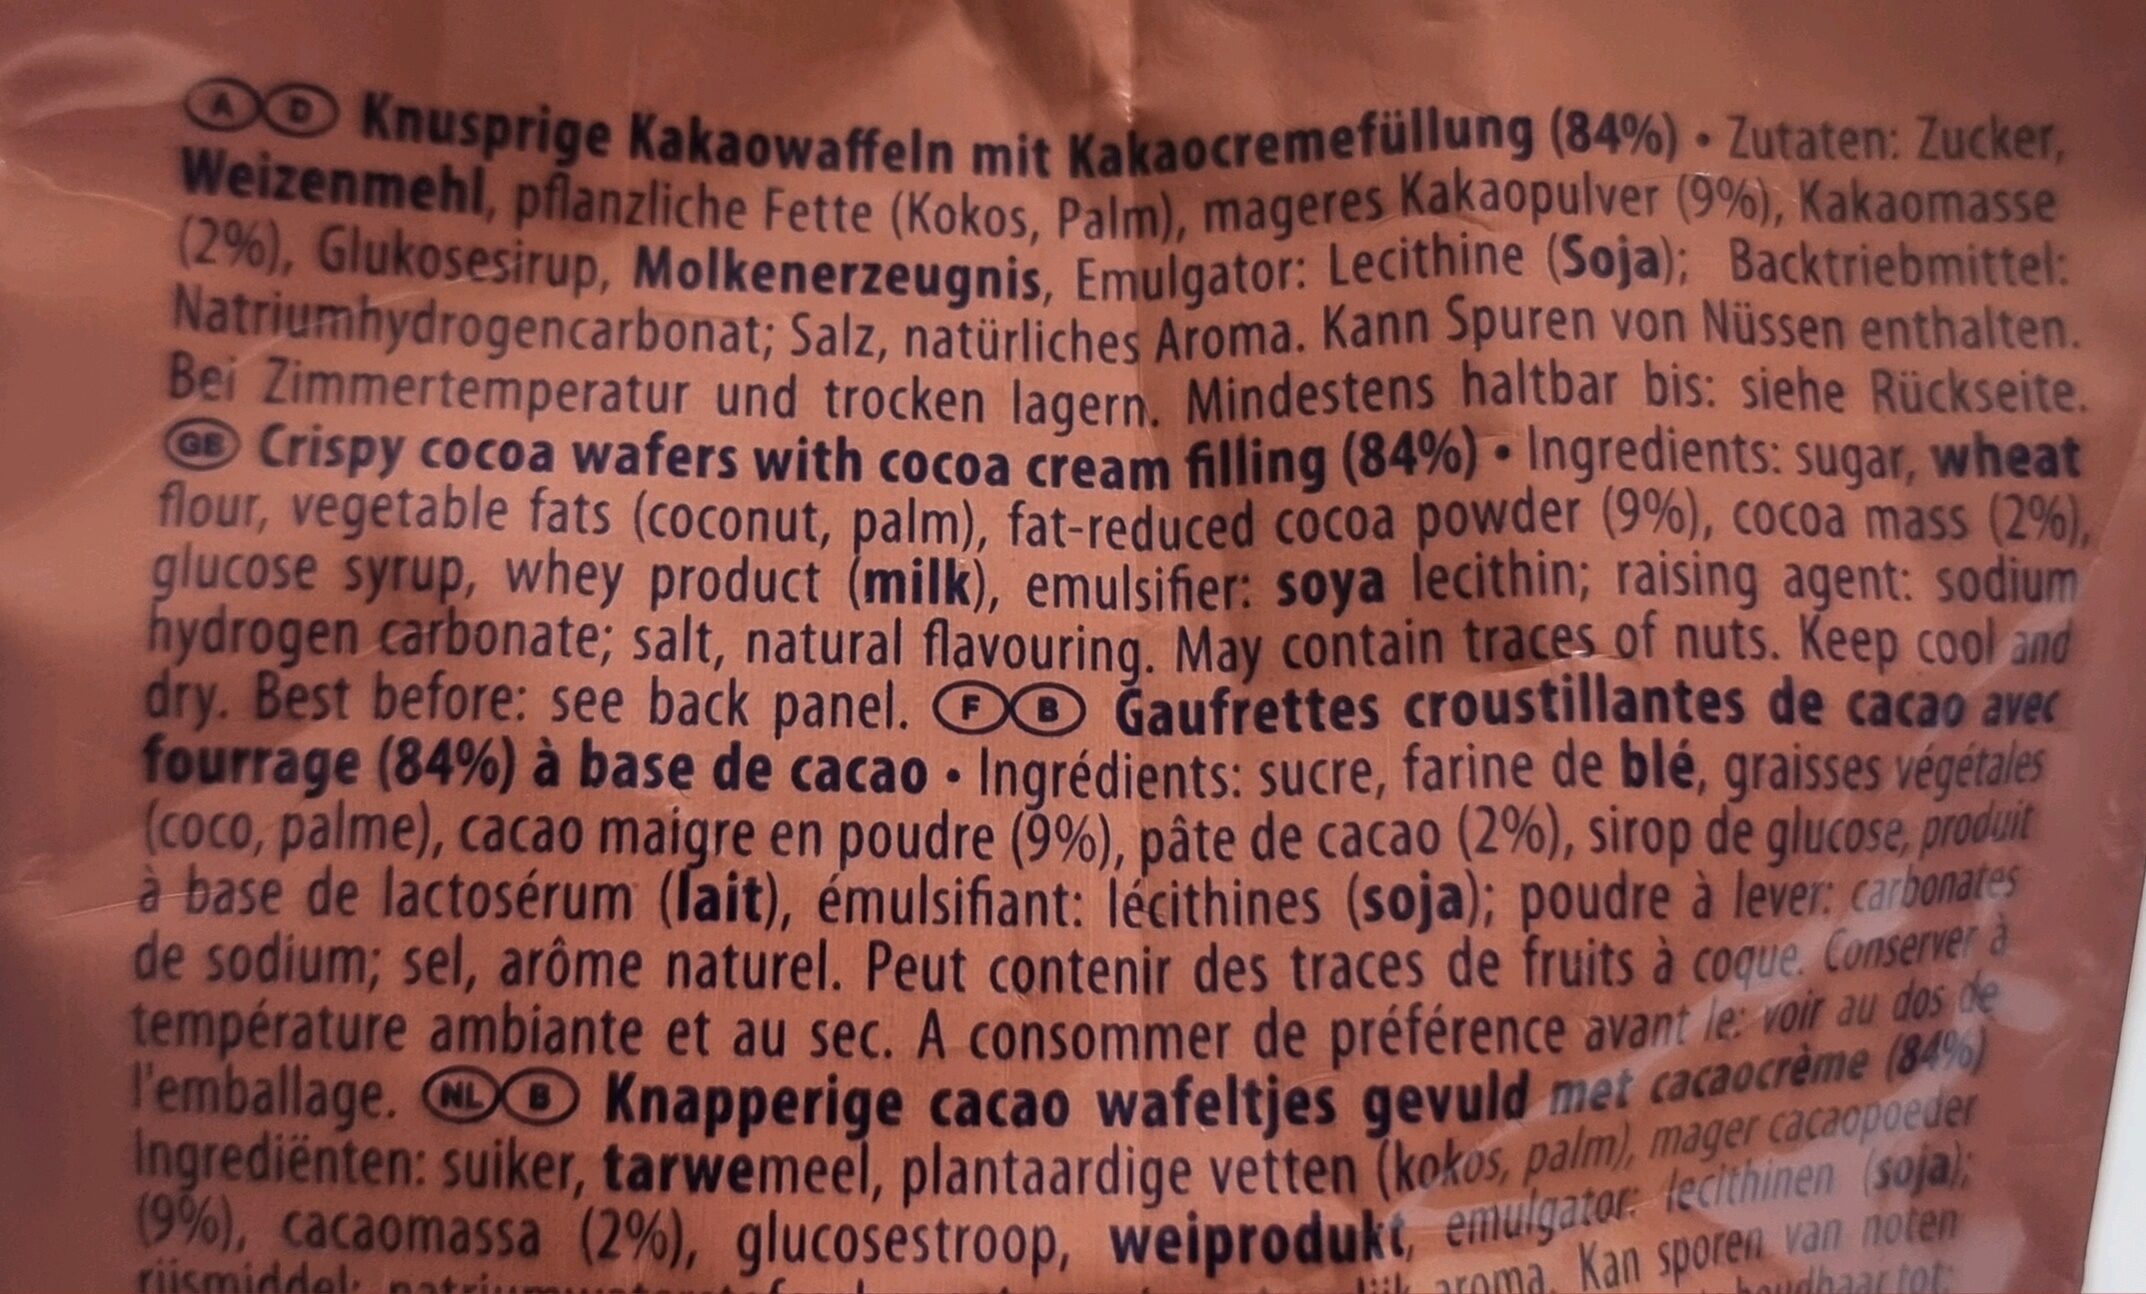 A D Knusprige Kakaowaffeln mit Kakaocremefüllung (84%) • Zutaten: Zucker,
Weizenmehl, pflanzliche Fette (Kokos, Palm), mageres Kakaopulver (9%), Kakaomasse
(2%), Glukosesirup, Molkenerzeugnis, Emulgator: Lecithine (Soja); Backtriebmittel:
Natriumhydrogencarbonat; Salz, natürliches Aroma. Kann Spuren von Nüssen enthalten.
Bei Zimmertemperatur und trocken lagern. Mindestens haltbar bis: siehe Rückseite.
GB Crispy cocoa wafers with cocoa cream filling (84%) • Ingredients: sugar, wheat
flour, vegetable fats (coconut, palm), fat-reduced cocoa powder (9%), cocoa mass (2%),
glucose syrup, whey product (milk), emulsifier: soya lecithin; raising agent: sodium
hydrogen carbonate; salt, natural flavouring. May contain traces of nuts. Keep cool and
dry. Best before: see back panel. F B Gaufrettes croustillantes de cacao avec
fourrage (84%) à base de cacao • Ingrédients: sucre, farine de blé, graisses végétales
(coco, palme), cacao maigre en poudre (9%), pâte de cacao (2%), sirop de glucose, produit
à base de lactosérum (lait), émulsifiant: lécithines (soja); poudre à lever: carbonates
de sodium; sel, arôme naturel. Peut contenir des traces de fruits à coque. Conserver à
température ambiante et au sec. A consommer de préférence avant le: voir au dos de
l'emballage. NL B Knapperige cacao wafeltjes gevuld met cacaocrème (84%)
Ingrediënten: suiker, tarwemeel, plantaardige vetten (kokos, palm), mager cacaopoeder
(9%), cacaomassa (2%), glucosestroop, weiprodukt, emulgator: lecithinen (soja);
rijsmiddel: aroma. Kan sporen van noten
tot: